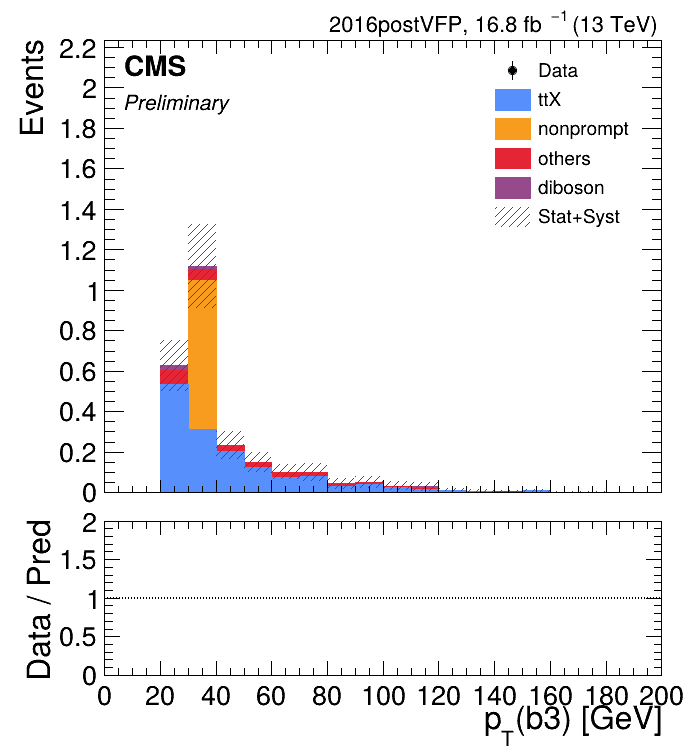 2016postVFP, 16.8 fb⁻¹ (13 TeV)
CMS
Preliminary
Events
2.2
2
1.8
1.6
1.4
1.2
1
0.8
0.6
0.4
0.2
0
Data
ttX
nonprompt
others
diboson
Stat+Syst
Data / Pred
2
1.5
1
0.5
0
0 20 40 60 80 100 120 140 160 180 200
p_T(b3) [GeV]